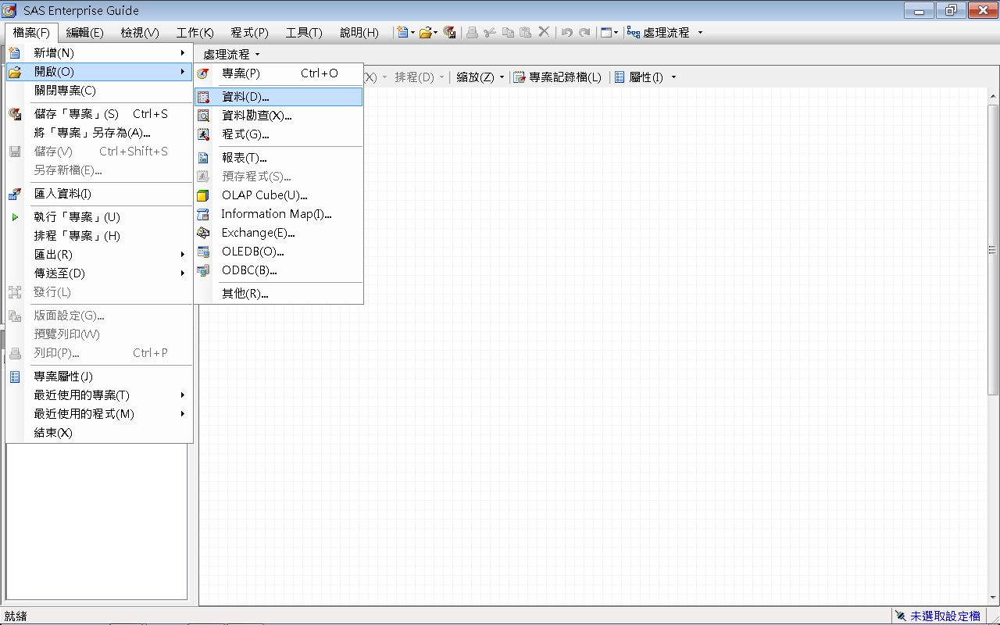 SAS Enterprise Guide
檔案(F) 編輯(E) 檢視(V) 工作(K) 程式(P) 工具(T) 說明(H) 處理流程
處理流程
(X) 排程(D) 縮放(Z) 專案記錄檔(L) 屬性(I)
新增(N)
開啟(O)
關閉專案(C)
儲存「專案」(S) Ctrl+S
將「專案」另存為(A)...
儲存(V) Ctrl+Shift+S
另存新檔(E)...
匯入資料(I)
執行「專案」(U)
排程「專案」(H)
匯出(R)
傳送至(D)
發行(L)
版面設定(G)...
預覽列印(W)
列印(P)... Ctrl+P
專案屬性(J)
最近使用的專案(T)
最近使用的程式(M)
結束(X)
專案(P) Ctrl+O
資料(D)...
資料勘查(X)...
程式(G)...
報表(T)...
預存程式(S)...
OLAP Cube(U)...
Information Map(I)...
Exchange(E)...
OLEDB(O)...
ODBC(B)...
其他(R)...
就緒
未選取設定檔